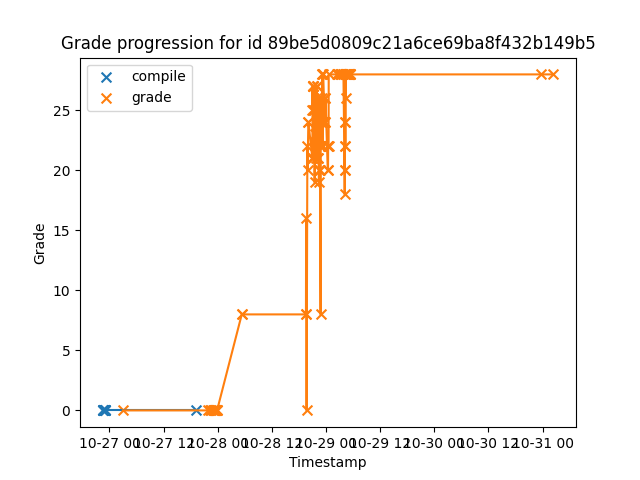 Grade progression for id 89be5d0809c21a6ce69ba8f432b149b5
compile
grade
Grade
25
20
15
10
5
0
10-27 00 10-27 12 10-28 00 10-28 12 10-29 00 10-29 12 10-30 00 10-30 12 10-31 00
Timestamp